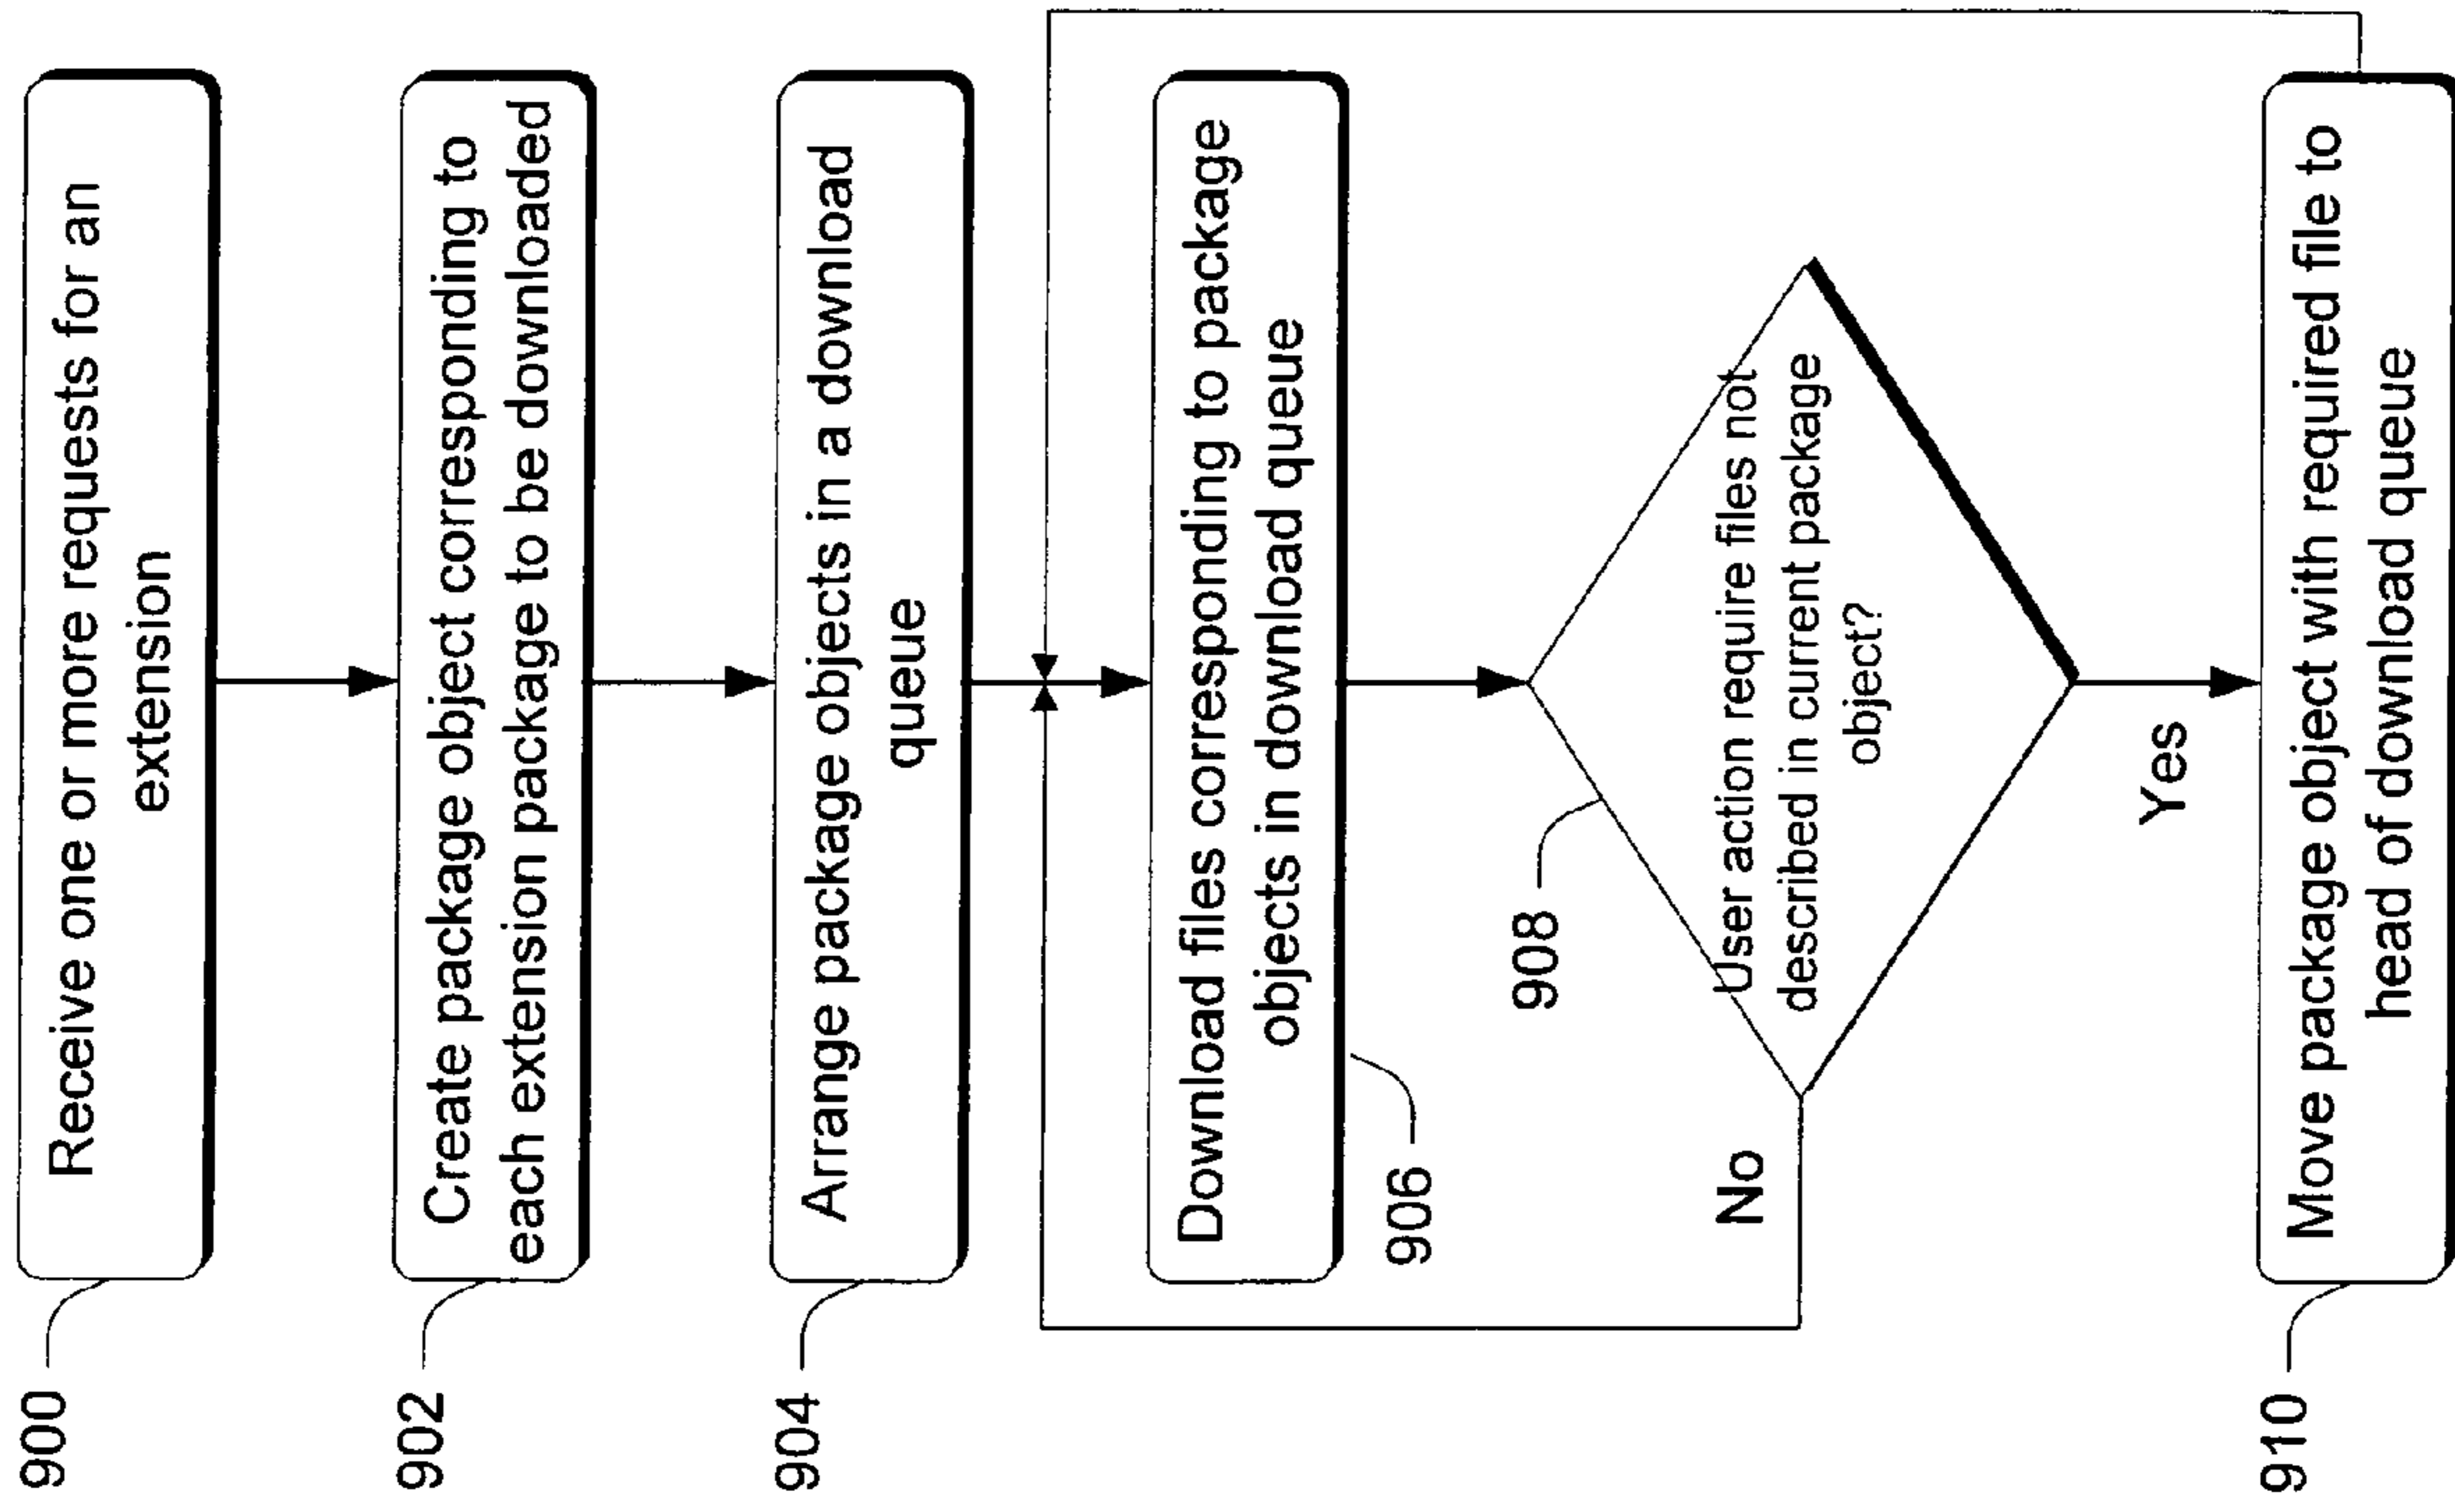 900
Receive one or more requests for an
extension
902
Create package object corresponding to
each extension package to be downloaded
904
Arrange package objects in a download
queue
Download files corresponding to package
objects in download queue
906
908
User action require files not
described in current package
object?
No
Yes
910
Move package object with required file to
head of download queue